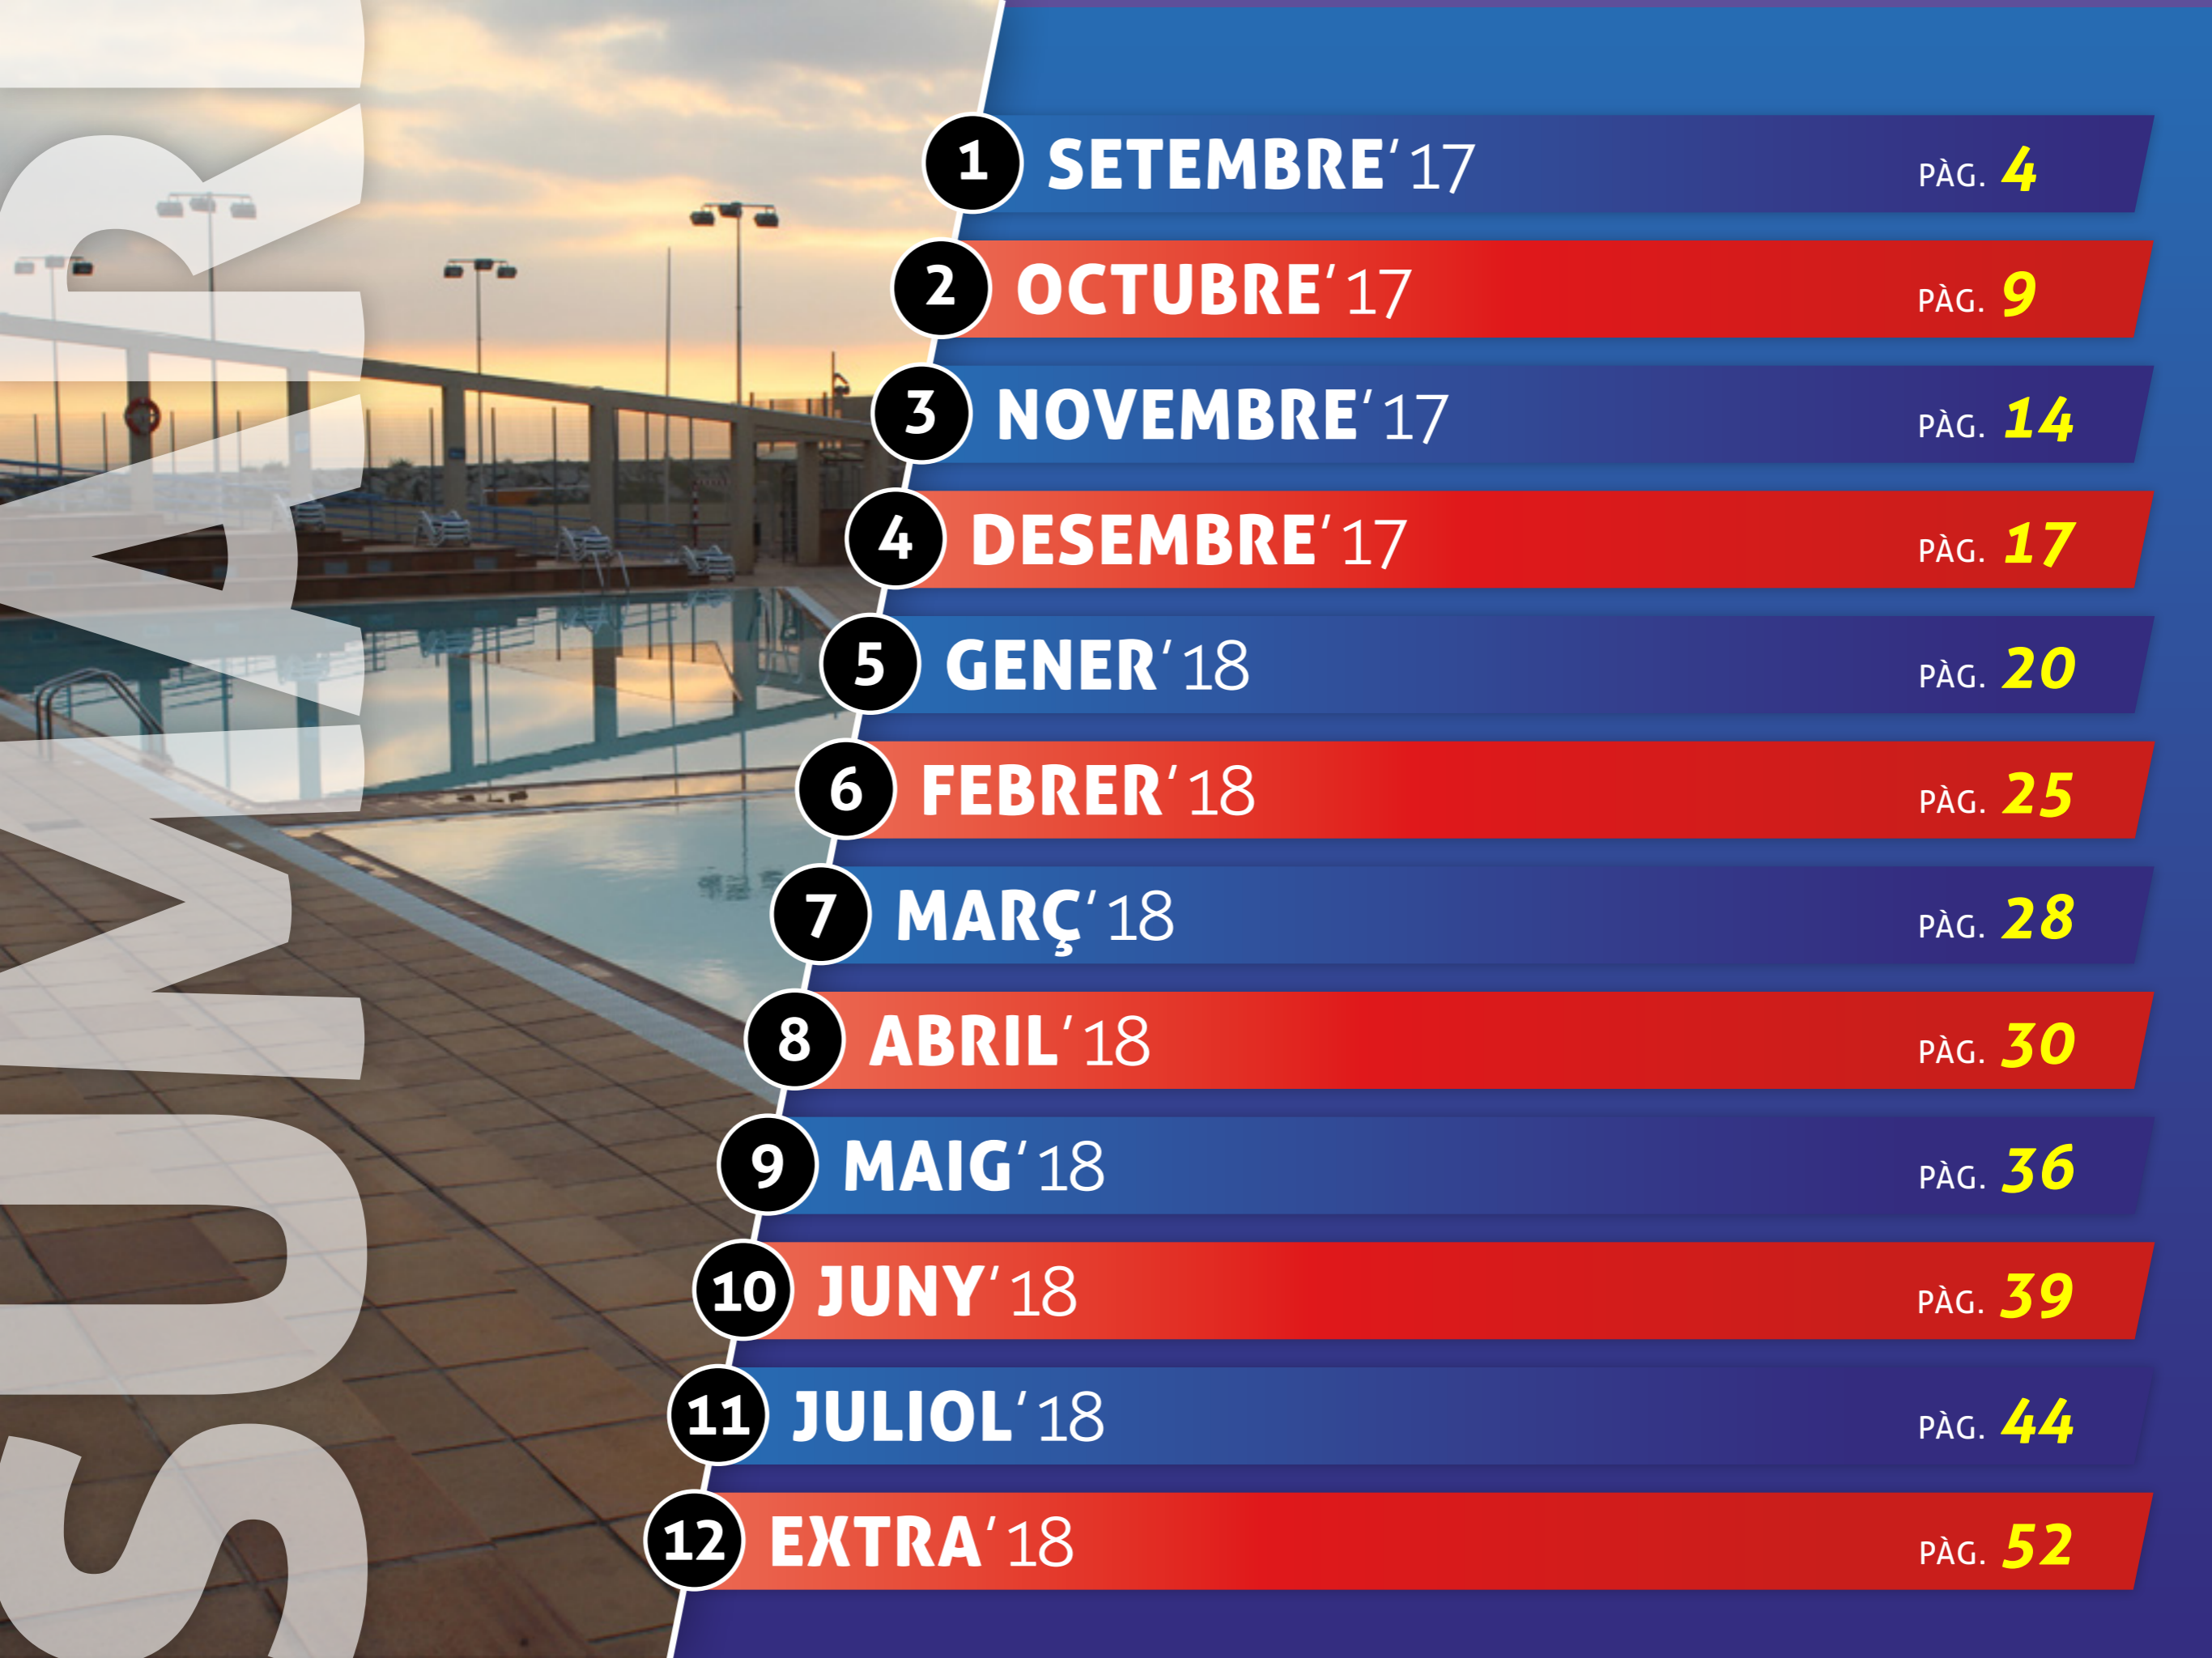 SUMARI
1 SETEMBRE'17 PÀG. 4
2 OCTUBRE'17 PÀG. 9
3 NOVEMBRE'17 PÀG. 14
4 DESEMBRE'17 PÀG. 17
5 GENER'18 PÀG. 20
6 FEBRER'18 PÀG. 25
7 MARÇ'18 PÀG. 28
8 ABRIL'18 PÀG. 30
9 MAIG'18 PÀG. 36
10 JUNY'18 PÀG. 39
11 JULIOL'18 PÀG. 44
12 EXTRA'18 PÀG. 52